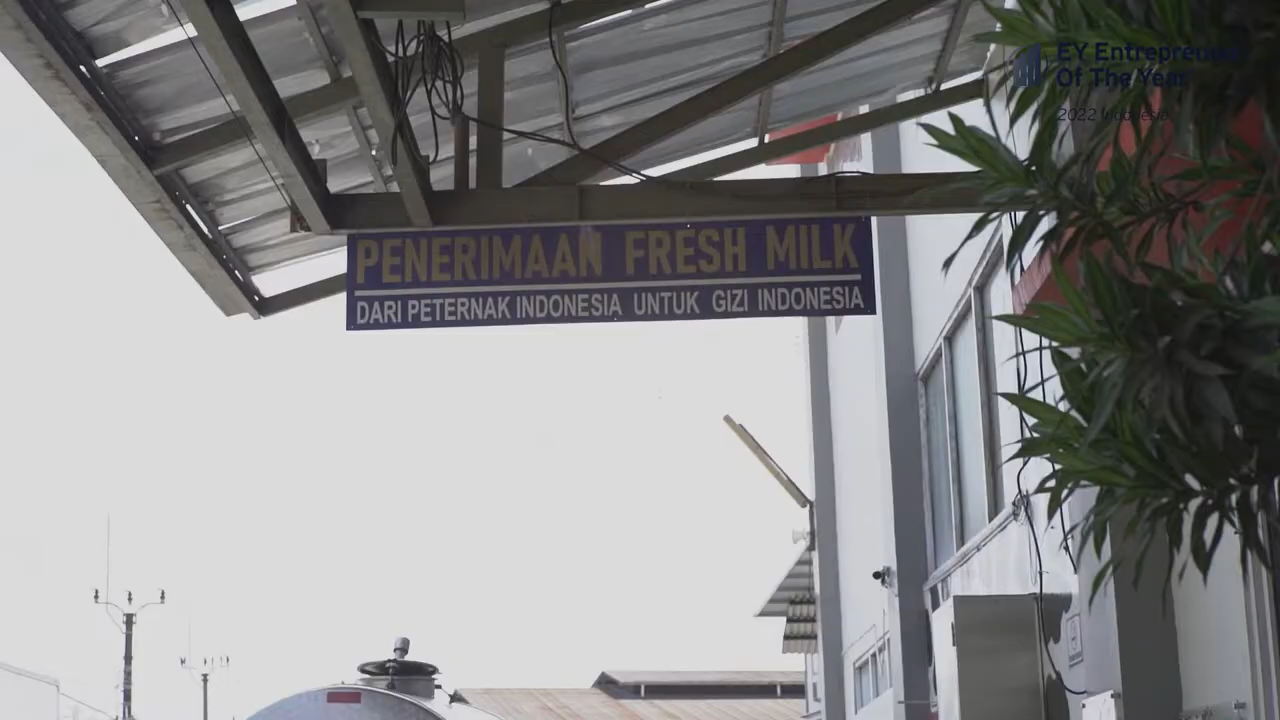 EY Entrepreneur
Of The Year
2022 Indonesia
PENERIMAAN FRESH MILK
DARI PETERNAK INDONESIA UNTUK GIZI INDONESIA